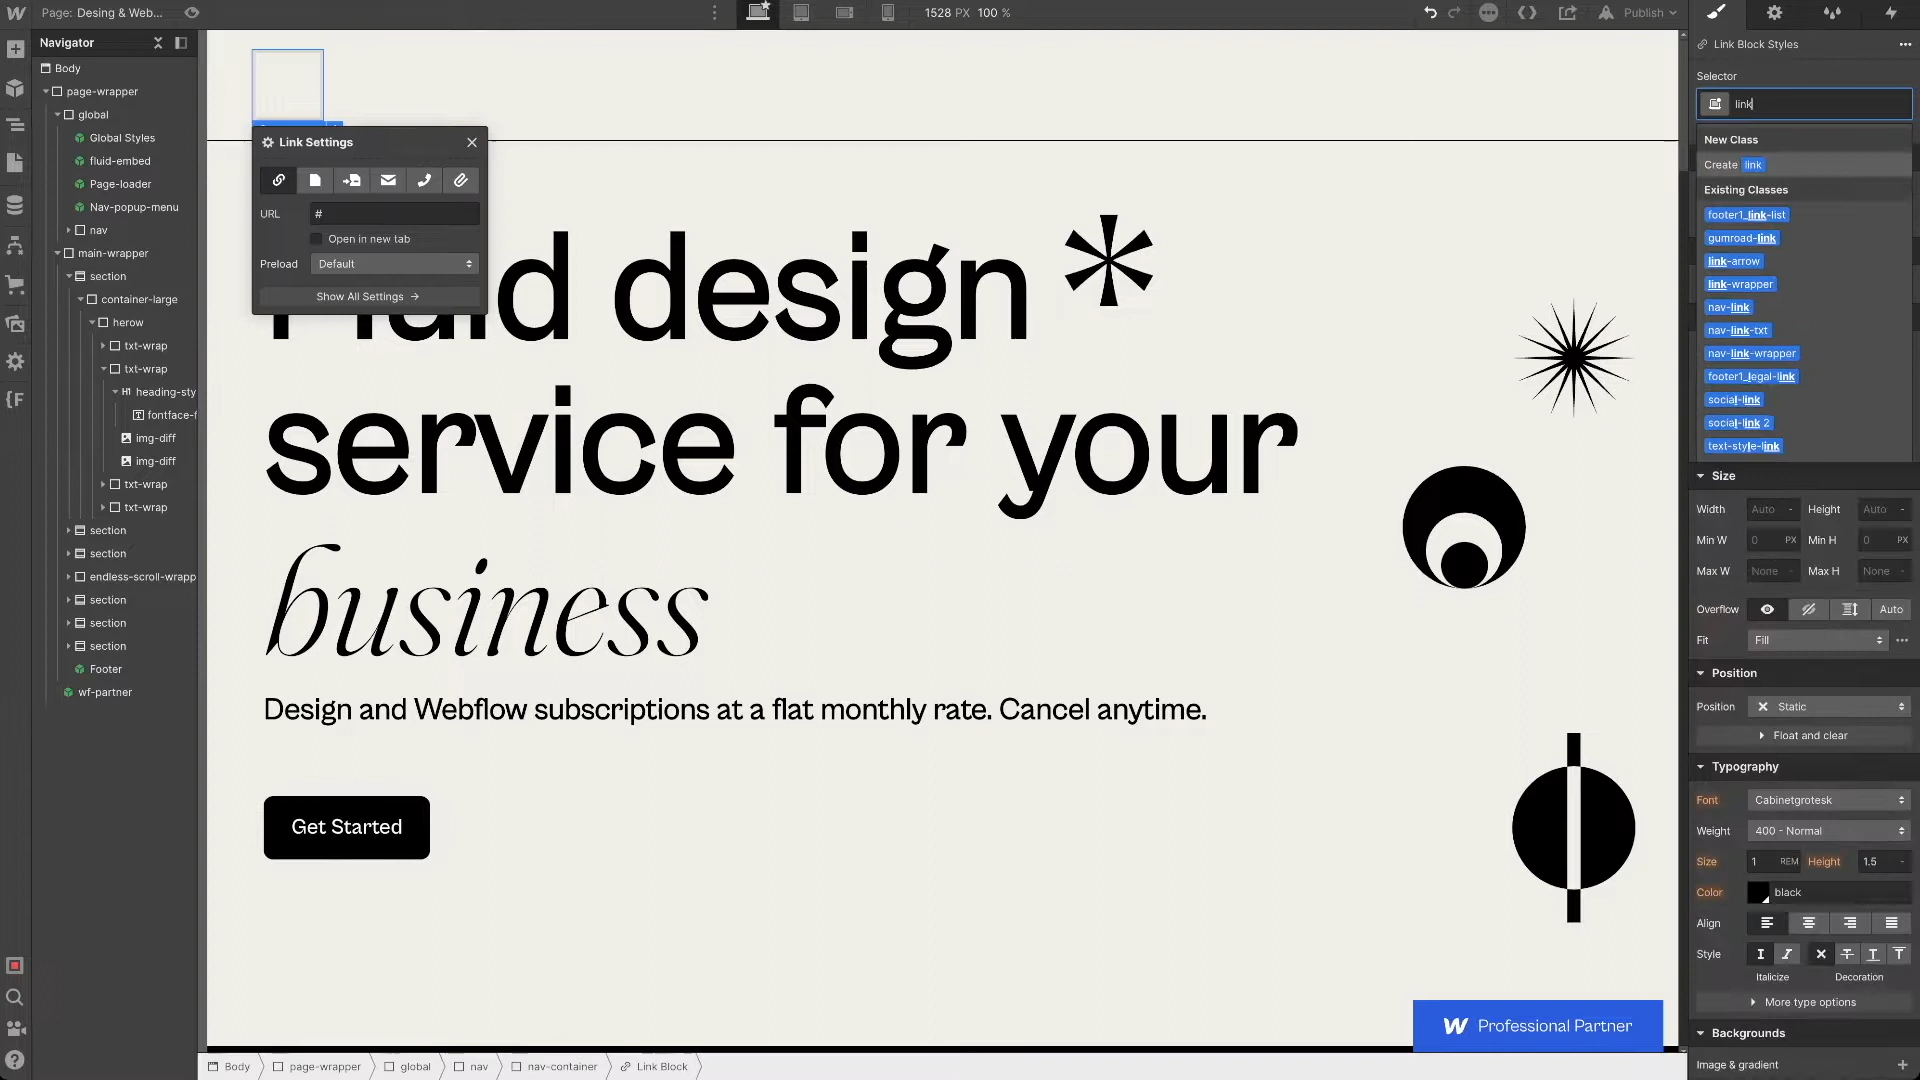 Page: Desing & Web...
1528 PX 100 %
Publish
Navigator
Body
page-wrapper
global
Global Styles
fluid-embed
Page-loader
Nav-popup-menu
nav
main-wrapper
section
container-large
herow
txt-wrap
txt-wrap
H1 heading-sty
fontface-f
img-diff
img-diff
txt-wrap
txt-wrap
section
section
endless-scroll-wrapp
section
section
section
Footer
wf-partner
Link Settings
URL #
Open in new tab
Preload Default
Show All Settings
Fluid design *
service for your
business
Design and Webflow subscriptions at a flat monthly rate. Cancel anytime.
Get Started
Professional Partner
Body page-wrapper global nav nav-container Link Block
Link Block Styles
Selector
link
New Class
Create link
Existing Classes
footer1_link-list
gumroad-link
link-arrow
link-wrapper
nav-link
nav-link-txt
nav-link-wrapper
footer1_legal-link
social-link
social-link 2
text-style-link
Size
Width Auto - Height Auto -
Min W 0 PX Min H 0 PX
Max W None - Max H None -
Overflow Auto
Fit Fill
Position
Position Static
Float and clear
Typography
Font Cabinetgrotesk
Weight 400 - Normal
Size 1 REM Height 1.5 -
Color black
Align
Style
Italicize Decoration
More type options
Backgrounds
Image & gradient